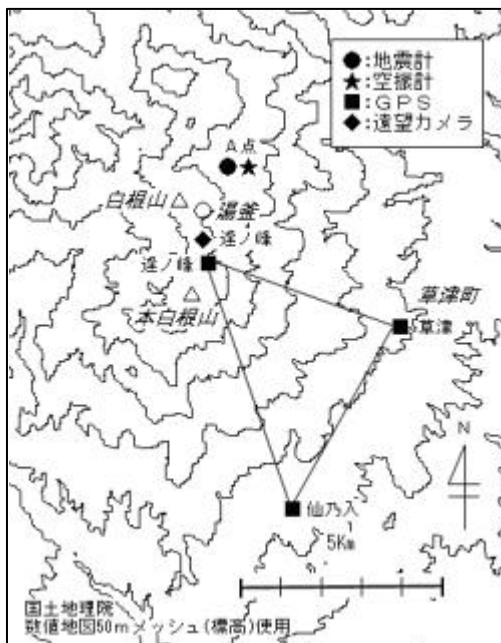 ●:地震計
★:空振計
■:GPS
◆:遠望カメラ
A点
白根山
湯釜
逢ノ峰
逢ノ峰
本白根山
草津町
草津
N
仙乃入
5Km
国土地理院
数値地図50mメッシュ(標高)使用